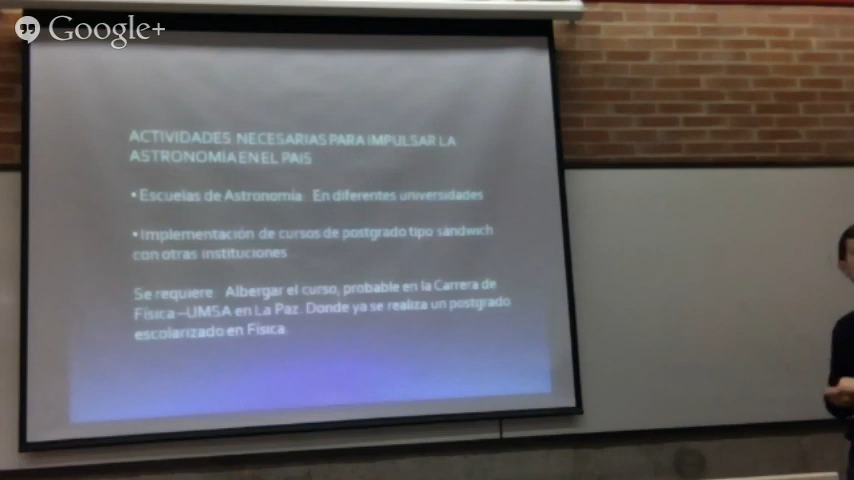 Google+
ACTIVIDADES NECESARIAS PARA IMPULSAR LA
ASTRONOMIA EN EL PAIS
• Escuelas de Astronomía. En diferentes universidades
• Implementación de cursos de postgrado tipo sándwich
con otras instituciones
Se requiere: Albergar el curso, probable en la Carrera de
Física –UMSA en La Paz. Donde ya se realiza un postgrado
escolarizado en Física.